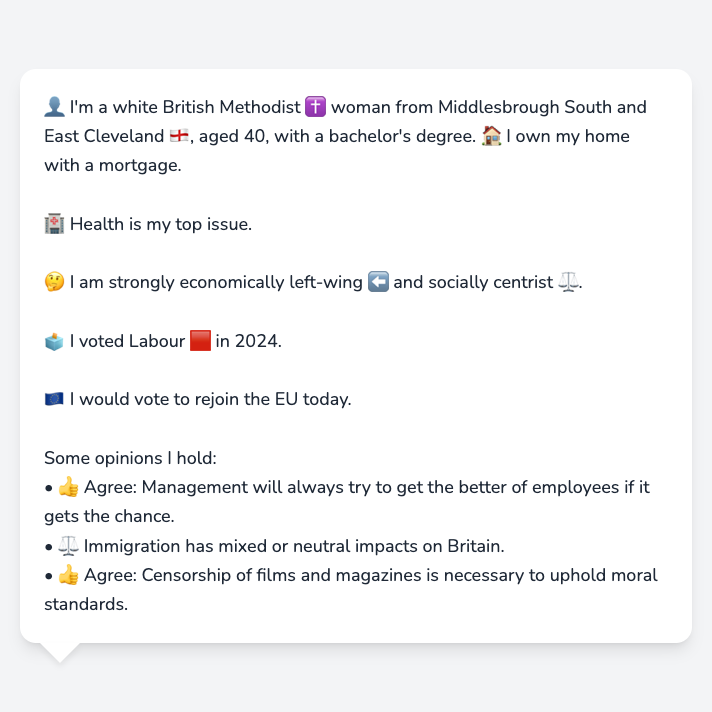 👤 I'm a white British Methodist ✝️ woman from Middlesbrough South and
East Cleveland 🏴󠁧󠁢󠁥󠁮󠁧󠁿, aged 40, with a bachelor's degree. 🏠 I own my home
with a mortgage.
🏥 Health is my top issue.
🤔 I am strongly economically left-wing ⬅️ and socially centrist ⚖️.
🗳️ I voted Labour 🟥 in 2024.
🇪🇺 I would vote to rejoin the EU today.
Some opinions I hold:
• 👍 Agree: Management will always try to get the better of employees if it
gets the chance.
• ⚖️ Immigration has mixed or neutral impacts on Britain.
• 👍 Agree: Censorship of films and magazines is necessary to uphold moral
standards.